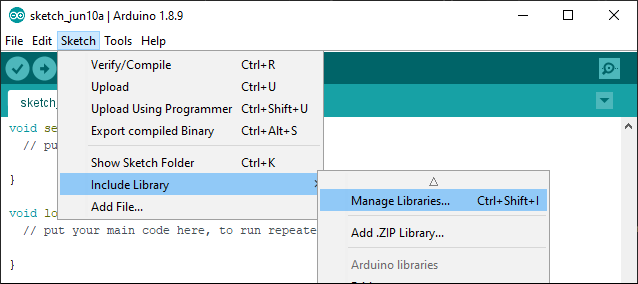 sketch_jun10a | Arduino 1.8.9
File Edit Sketch Tools Help
Verify/Compile Ctrl+R
Upload Ctrl+U
Upload Using Programmer Ctrl+Shift+U
Export compiled Binary Ctrl+Alt+S
Show Sketch Folder Ctrl+K
Include Library
Add File...
Manage Libraries... Ctrl+Shift+I
Add .ZIP Library...
Arduino libraries
sketch_
void se
// pu
}
void lo
// put your main code here, to run repeate
}